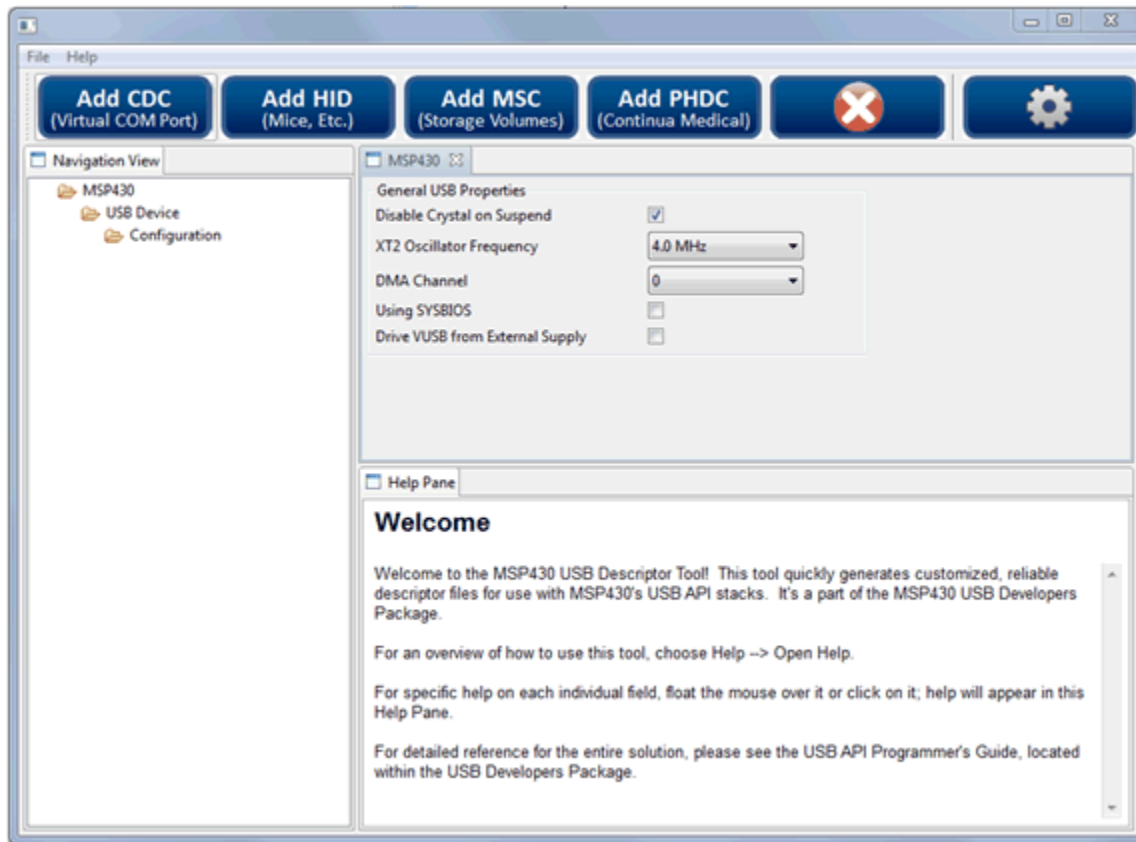 File Help
Add CDC
(Virtual COM Port)
Add HID
(Mice, Etc.)
Add MSC
(Storage Volumes)
Add PHDC
(Continua Medical)
Navigation View
MSP430
USB Device
Configuration
MSP430
General USB Properties
Disable Crystal on Suspend
XT2 Oscillator Frequency
4.0 MHz
DMA Channel
0
Using SYSBIOS
Drive VUSB from External Supply
Help Pane
Welcome
Welcome to the MSP430 USB Descriptor Tool! This tool quickly generates customized, reliable
descriptor files for use with MSP430's USB API stacks. It's a part of the MSP430 USB Developers
Package.
For an overview of how to use this tool, choose Help --> Open Help.
For specific help on each individual field, float the mouse over it or click on it; help will appear in this
Help Pane.
For detailed reference for the entire solution, please see the USB API Programmer's Guide, located
within the USB Developers Package.